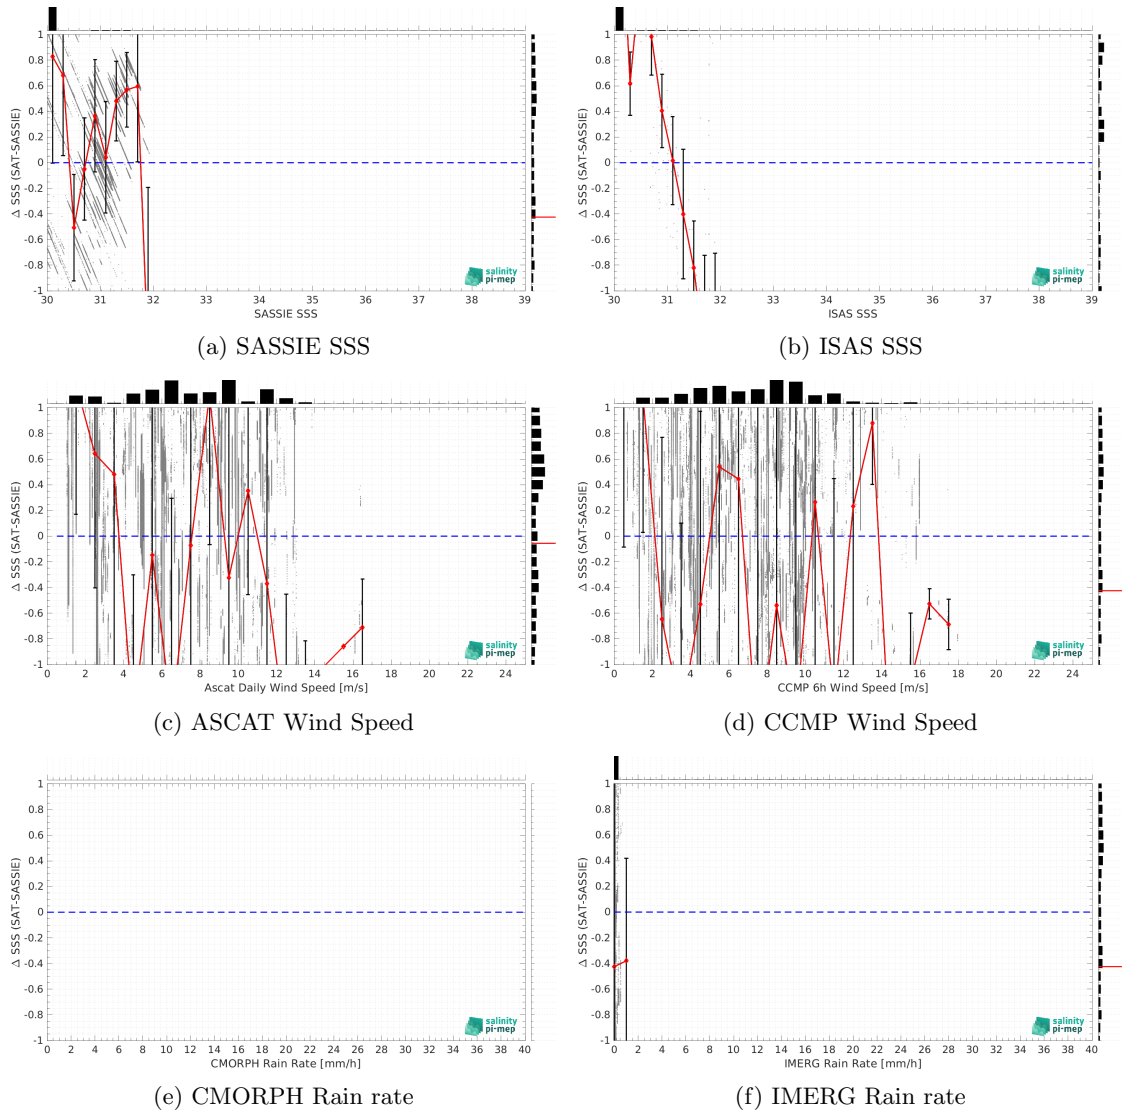 1
0.8
0.6
0.4
0.2
0
-0.2
-0.4
-0.6
-0.8
-1
Δ SSS (SAT-SASSIE)
salinity
pi-mep
30 31 32 33 34 35 36 37 38 39
SASSIE SSS
(a) SASSIE SSS
1
0.8
0.6
0.4
0.2
0
-0.2
-0.4
-0.6
-0.8
-1
Δ SSS (SAT-SASSIE)
salinity
pi-mep
30 31 32 33 34 35 36 37 38 39
ISAS SSS
(b) ISAS SSS
1
0.8
0.6
0.4
0.2
0
-0.2
-0.4
-0.6
-0.8
-1
Δ SSS (SAT-SASSIE)
salinity
pi-mep
0 2 4 6 8 10 12 14 16 18 20 22 24
Ascat Daily Wind Speed [m/s]
(c) ASCAT Wind Speed
1
0.8
0.6
0.4
0.2
0
-0.2
-0.4
-0.6
-0.8
-1
Δ SSS (SAT-SASSIE)
salinity
pi-mep
0 2 4 6 8 10 12 14 16 18 20 22 24
CCMP 6h Wind Speed [m/s]
(d) CCMP Wind Speed
1
0.8
0.6
0.4
0.2
0
-0.2
-0.4
-0.6
-0.8
-1
Δ SSS (SAT-SASSIE)
salinity
pi-mep
0 2 4 6 8 10 12 14 16 18 20 22 24 26 28 30 32 34 36 38 40
CMORPH Rain Rate [mm/h]
(e) CMORPH Rain rate
1
0.8
0.6
0.4
0.2
0
-0.2
-0.4
-0.6
-0.8
-1
Δ SSS (SAT-SASSIE)
salinity
pi-mep
0 2 4 6 8 10 12 14 16 18 20 22 24 26 28 30 32 34 36 38 40
IMERG Rain Rate [mm/h]
(f) IMERG Rain rate